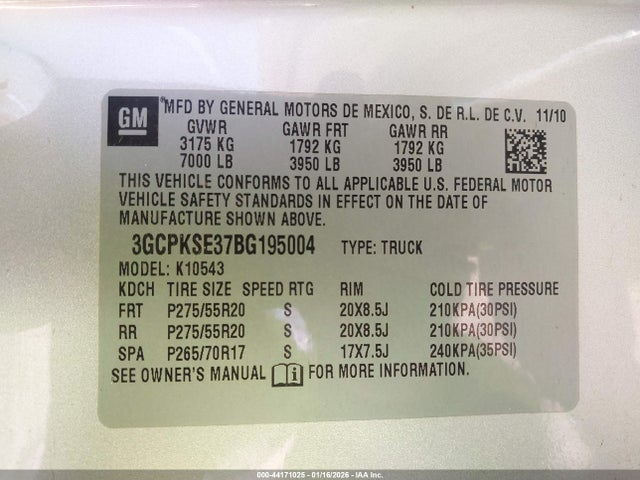 GM
MFD BY GENERAL MOTORS DE MEXICO, S. DE R.L. DE C.V. 11/10
GVWR GAWR FRT GAWR RR
3175 KG 1792 KG 1792 KG
7000 LB 3950 LB 3950 LB
THIS VEHICLE CONFORMS TO ALL APPLICABLE U.S. FEDERAL MOTOR
VEHICLE SAFETY STANDARDS IN EFFECT ON THE DATE OF
MANUFACTURE SHOWN ABOVE.
3GCPKSE37BG195004 TYPE: TRUCK
MODEL: K10543
KDCH TIRE SIZE SPEED RTG RIM COLD TIRE PRESSURE
FRT P275/55R20 S 20X8.5J 210KPA(30PSI)
RR P275/55R20 S 20X8.5J 210KPA(30PSI)
SPA P265/70R17 S 17X7.5J 240KPA(35PSI)
SEE OWNER'S MANUAL FOR MORE INFORMATION.
000-44171025 - 01/16/2026 - IAA Inc.